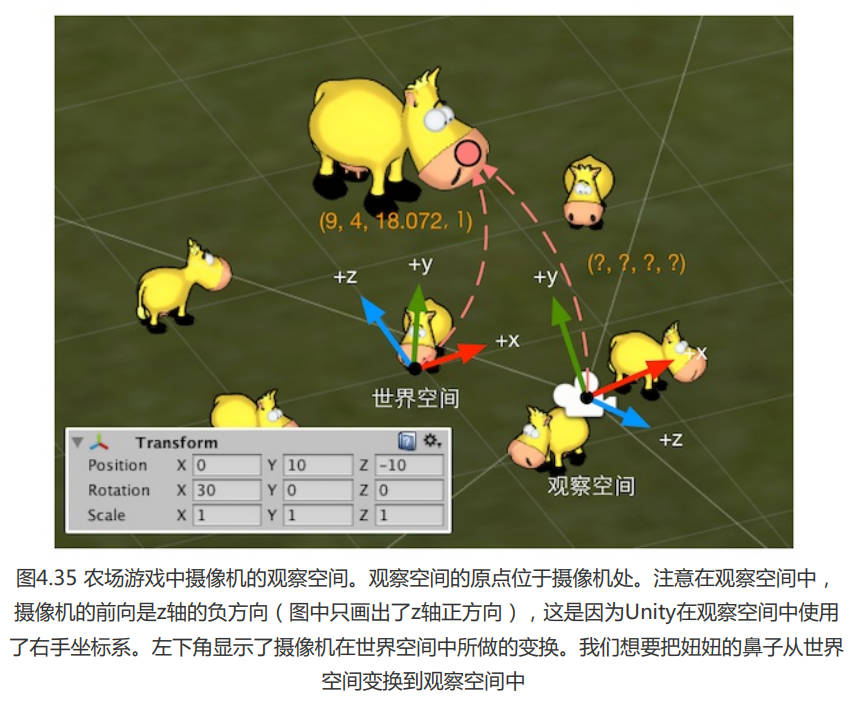 (9, 4, 18.072, 1)
(?, ?, ?, ?)
+z
+y
+x
世界空间
+y
+x
+z
观察空间
Transform
Position X 0 Y 10 Z -10
Rotation X 30 Y 0 Z 0
Scale X 1 Y 1 Z 1
图4.35 农场游戏中摄像机的观察空间。观察空间的原点位于摄像机处。注意在观察空间中，
摄像机的前向是z轴的负方向（图中只画出了z轴正方向），这是因为Unity在观察空间中使用
了右手坐标系。左下角显示了摄像机在世界空间中所做的变换。我们想要把妞妞的鼻子从世界
空间变换到观察空间中